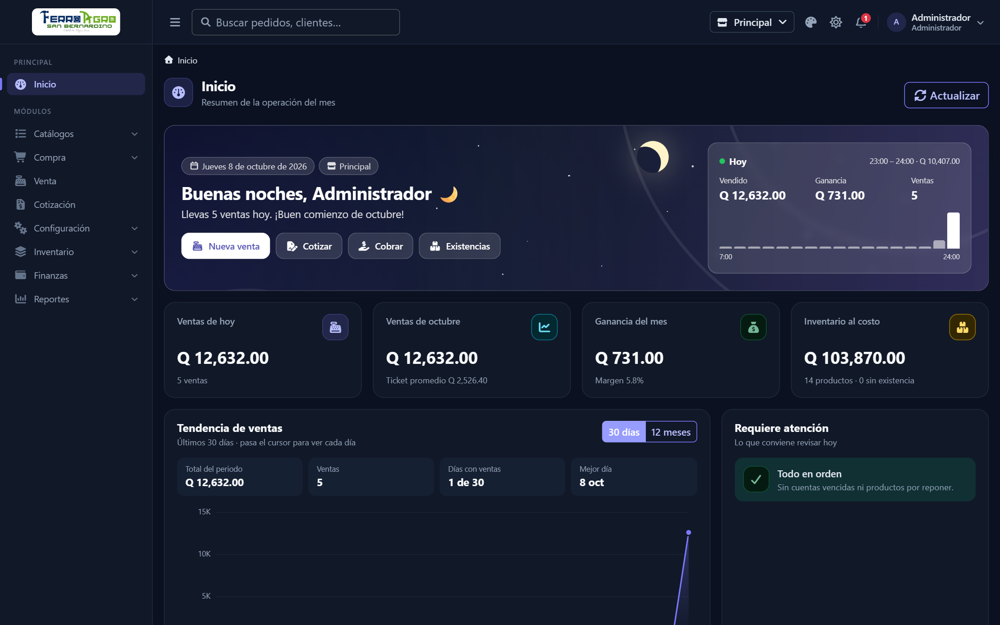 FERRO AGRO
SAN BERNARDINO
Buscar pedidos, clientes...
Principal
1
A
Administrador
Administrador
PRINCIPAL
Inicio
MÓDULOS
Catálogos
Compra
Venta
Cotización
Configuración
Inventario
Finanzas
Reportes
Inicio
Inicio
Resumen de la operación del mes
Actualizar
Jueves 8 de octubre de 2026
Principal
Buenas noches, Administrador
Llevas 5 ventas hoy. ¡Buen comienzo de octubre!
Nueva venta
Cotizar
Cobrar
Existencias
Hoy
23:00 – 24:00 · Q 10,407.00
Vendido
Ganancia
Ventas
Q 12,632.00
Q 731.00
5
7:00
24:00
Ventas de hoy
Q 12,632.00
5 ventas
Ventas de octubre
Q 12,632.00
Ticket promedio Q 2,526.40
Ganancia del mes
Q 731.00
Margen 5.8%
Inventario al costo
Q 103,870.00
14 productos · 0 sin existencia
Tendencia de ventas
Últimos 30 días · pasa el cursor para ver cada día
30 días
12 meses
Total del periodo
Q 12,632.00
Ventas
5
Días con ventas
1 de 30
Mejor día
8 oct
15K
10K
5K
Requiere atención
Lo que conviene revisar hoy
Todo en orden
Sin cuentas vencidas ni productos por reponer.